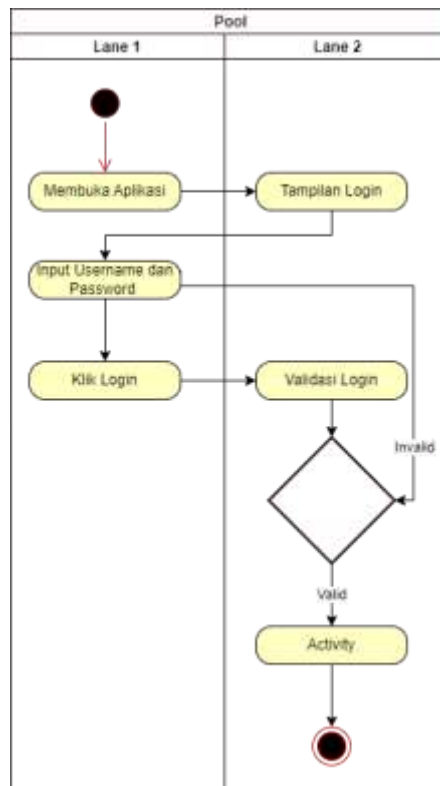 Pool
Lane 1
Lane 2
Membuka Aplikasi
Tampilan Login
Input Username dan
Password
Klik Login
Validasi Login
Invalid
Valid
Activity